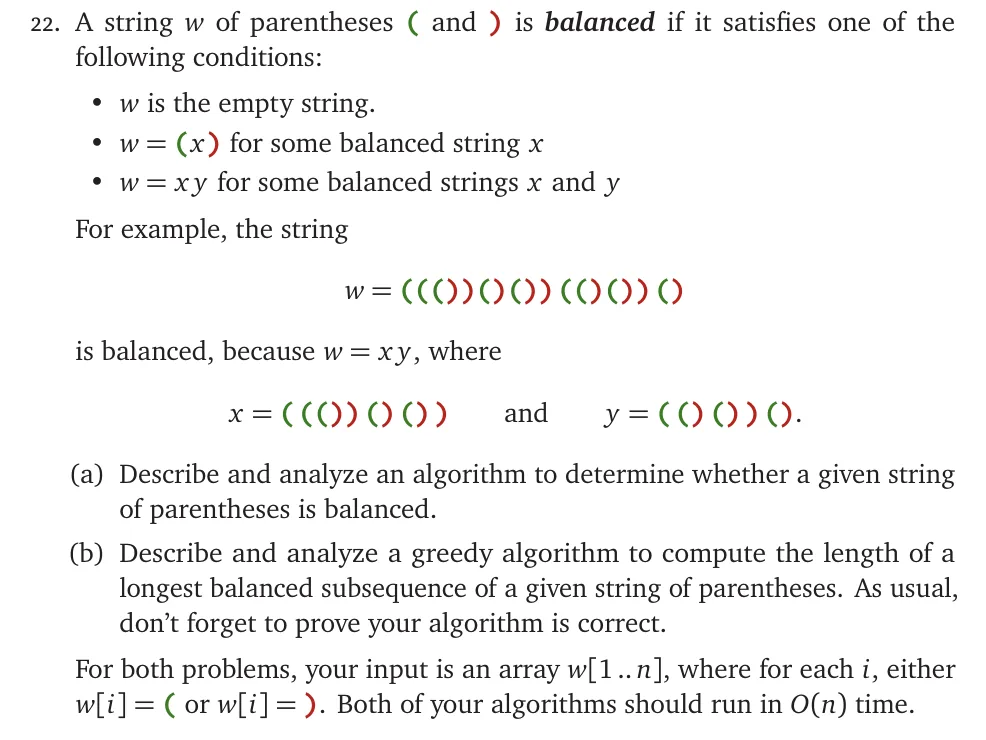 22. A string w of parentheses ( and ) is balanced if it satisfies one of the
following conditions:
• w is the empty string.
• w = (x) for some balanced string x
• w = xy for some balanced strings x and y
For example, the string
w = ((())()())(()())()
is balanced, because w = xy, where
x = ((())()()) and y = (()())().
(a) Describe and analyze an algorithm to determine whether a given string
of parentheses is balanced.
(b) Describe and analyze a greedy algorithm to compute the length of a
longest balanced subsequence of a given string of parentheses. As usual,
don’t forget to prove your algorithm is correct.
For both problems, your input is an array w[1..n], where for each i, either
w[i] = ( or w[i] = ). Both of your algorithms should run in O(n) time.